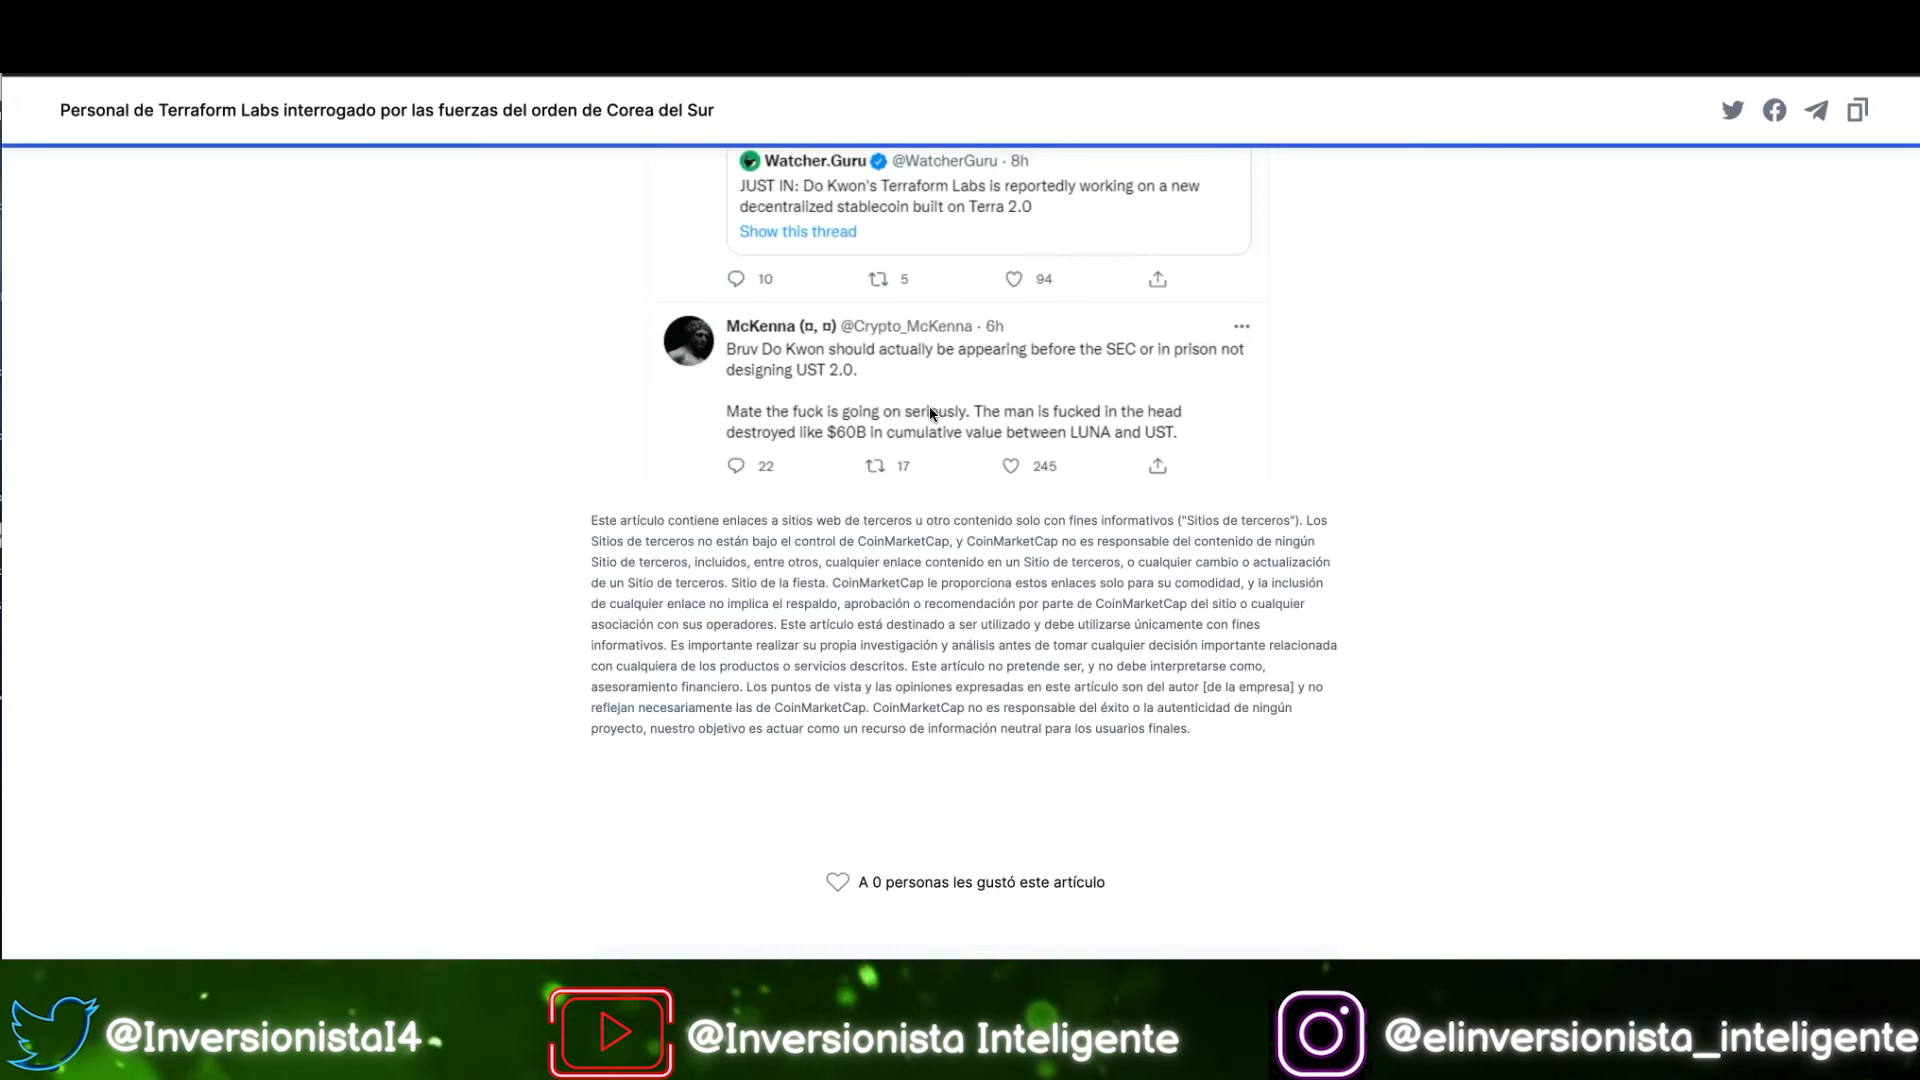 Personal de Terraform Labs interrogado por las fuerzas del orden de Corea del Sur
Watcher.Guru @WatcherGuru · 8h
JUST IN: Do Kwon's Terraform Labs is reportedly working on a new
decentralized stablecoin built on Terra 2.0
Show this thread
10 5 94
McKenna (¤, ¤) @Crypto_McKenna · 6h
Bruv Do Kwon should actually be appearing before the SEC or in prison not
designing UST 2.0.
Mate the fuck is going on seriously. The man is fucked in the head
destroyed like $60B in cumulative value between LUNA and UST.
22 17 245
Este artículo contiene enlaces a sitios web de terceros u otro contenido solo con fines informativos ("Sitios de terceros"). Los
Sitios de terceros no están bajo el control de CoinMarketCap, y CoinMarketCap no es responsable del contenido de ningún
Sitio de terceros, incluidos, entre otros, cualquier enlace contenido en un Sitio de terceros, o cualquier cambio o actualización
de un Sitio de terceros. Sitio de la fiesta. CoinMarketCap le proporciona estos enlaces solo para su comodidad, y la inclusión
de cualquier enlace no implica el respaldo, aprobación o recomendación por parte de CoinMarketCap del sitio o cualquier
asociación con sus operadores. Este artículo está destinado a ser utilizado y debe utilizarse únicamente con fines
informativos. Es importante realizar su propia investigación y análisis antes de tomar cualquier decisión importante relacionada
con cualquiera de los productos o servicios descritos. Este artículo no pretende ser, y no debe interpretarse como,
asesoramiento financiero. Los puntos de vista y las opiniones expresadas en este artículo son del autor [de la empresa] y no
reflejan necesariamente las de CoinMarketCap. CoinMarketCap no es responsable del éxito o la autenticidad de ningún
proyecto, nuestro objetivo es actuar como un recurso de información neutral para los usuarios finales.
A 0 personas les gustó este artículo
@InversionistaI4 @Inversionista Inteligente @elinversionista_inteligente